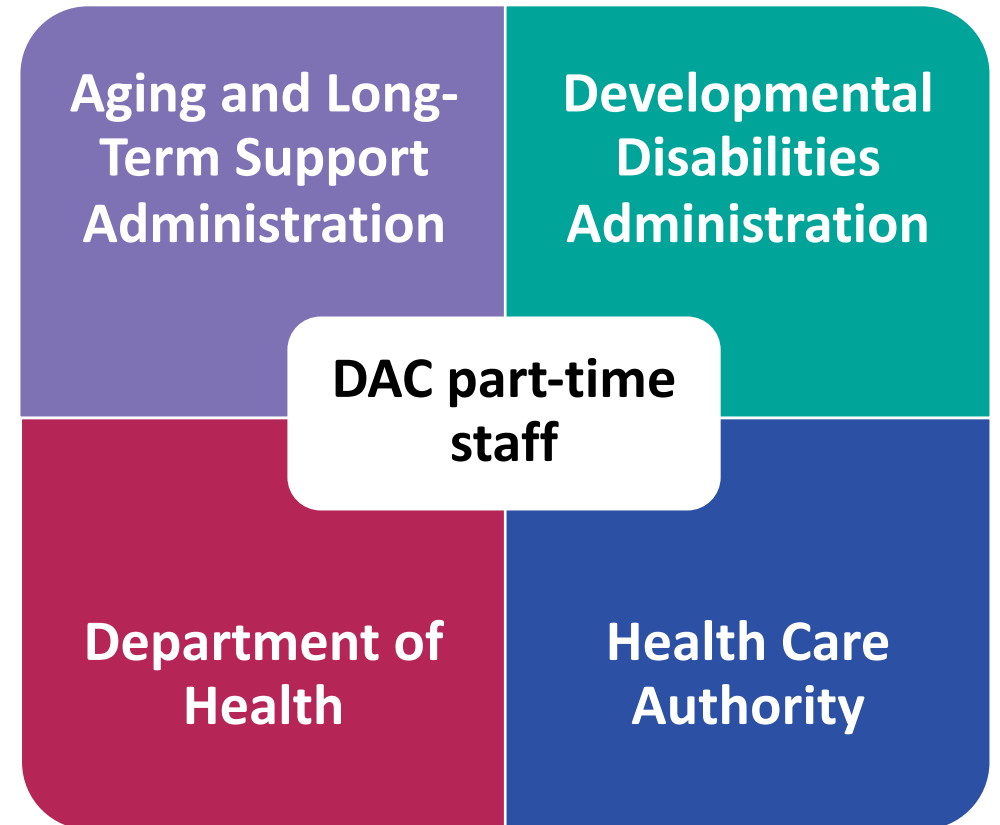 Aging and Long-
Term Support
Administration
Developmental
Disabilities
Administration
DAC part-time
staff
Department of
Health
Health Care
Authority